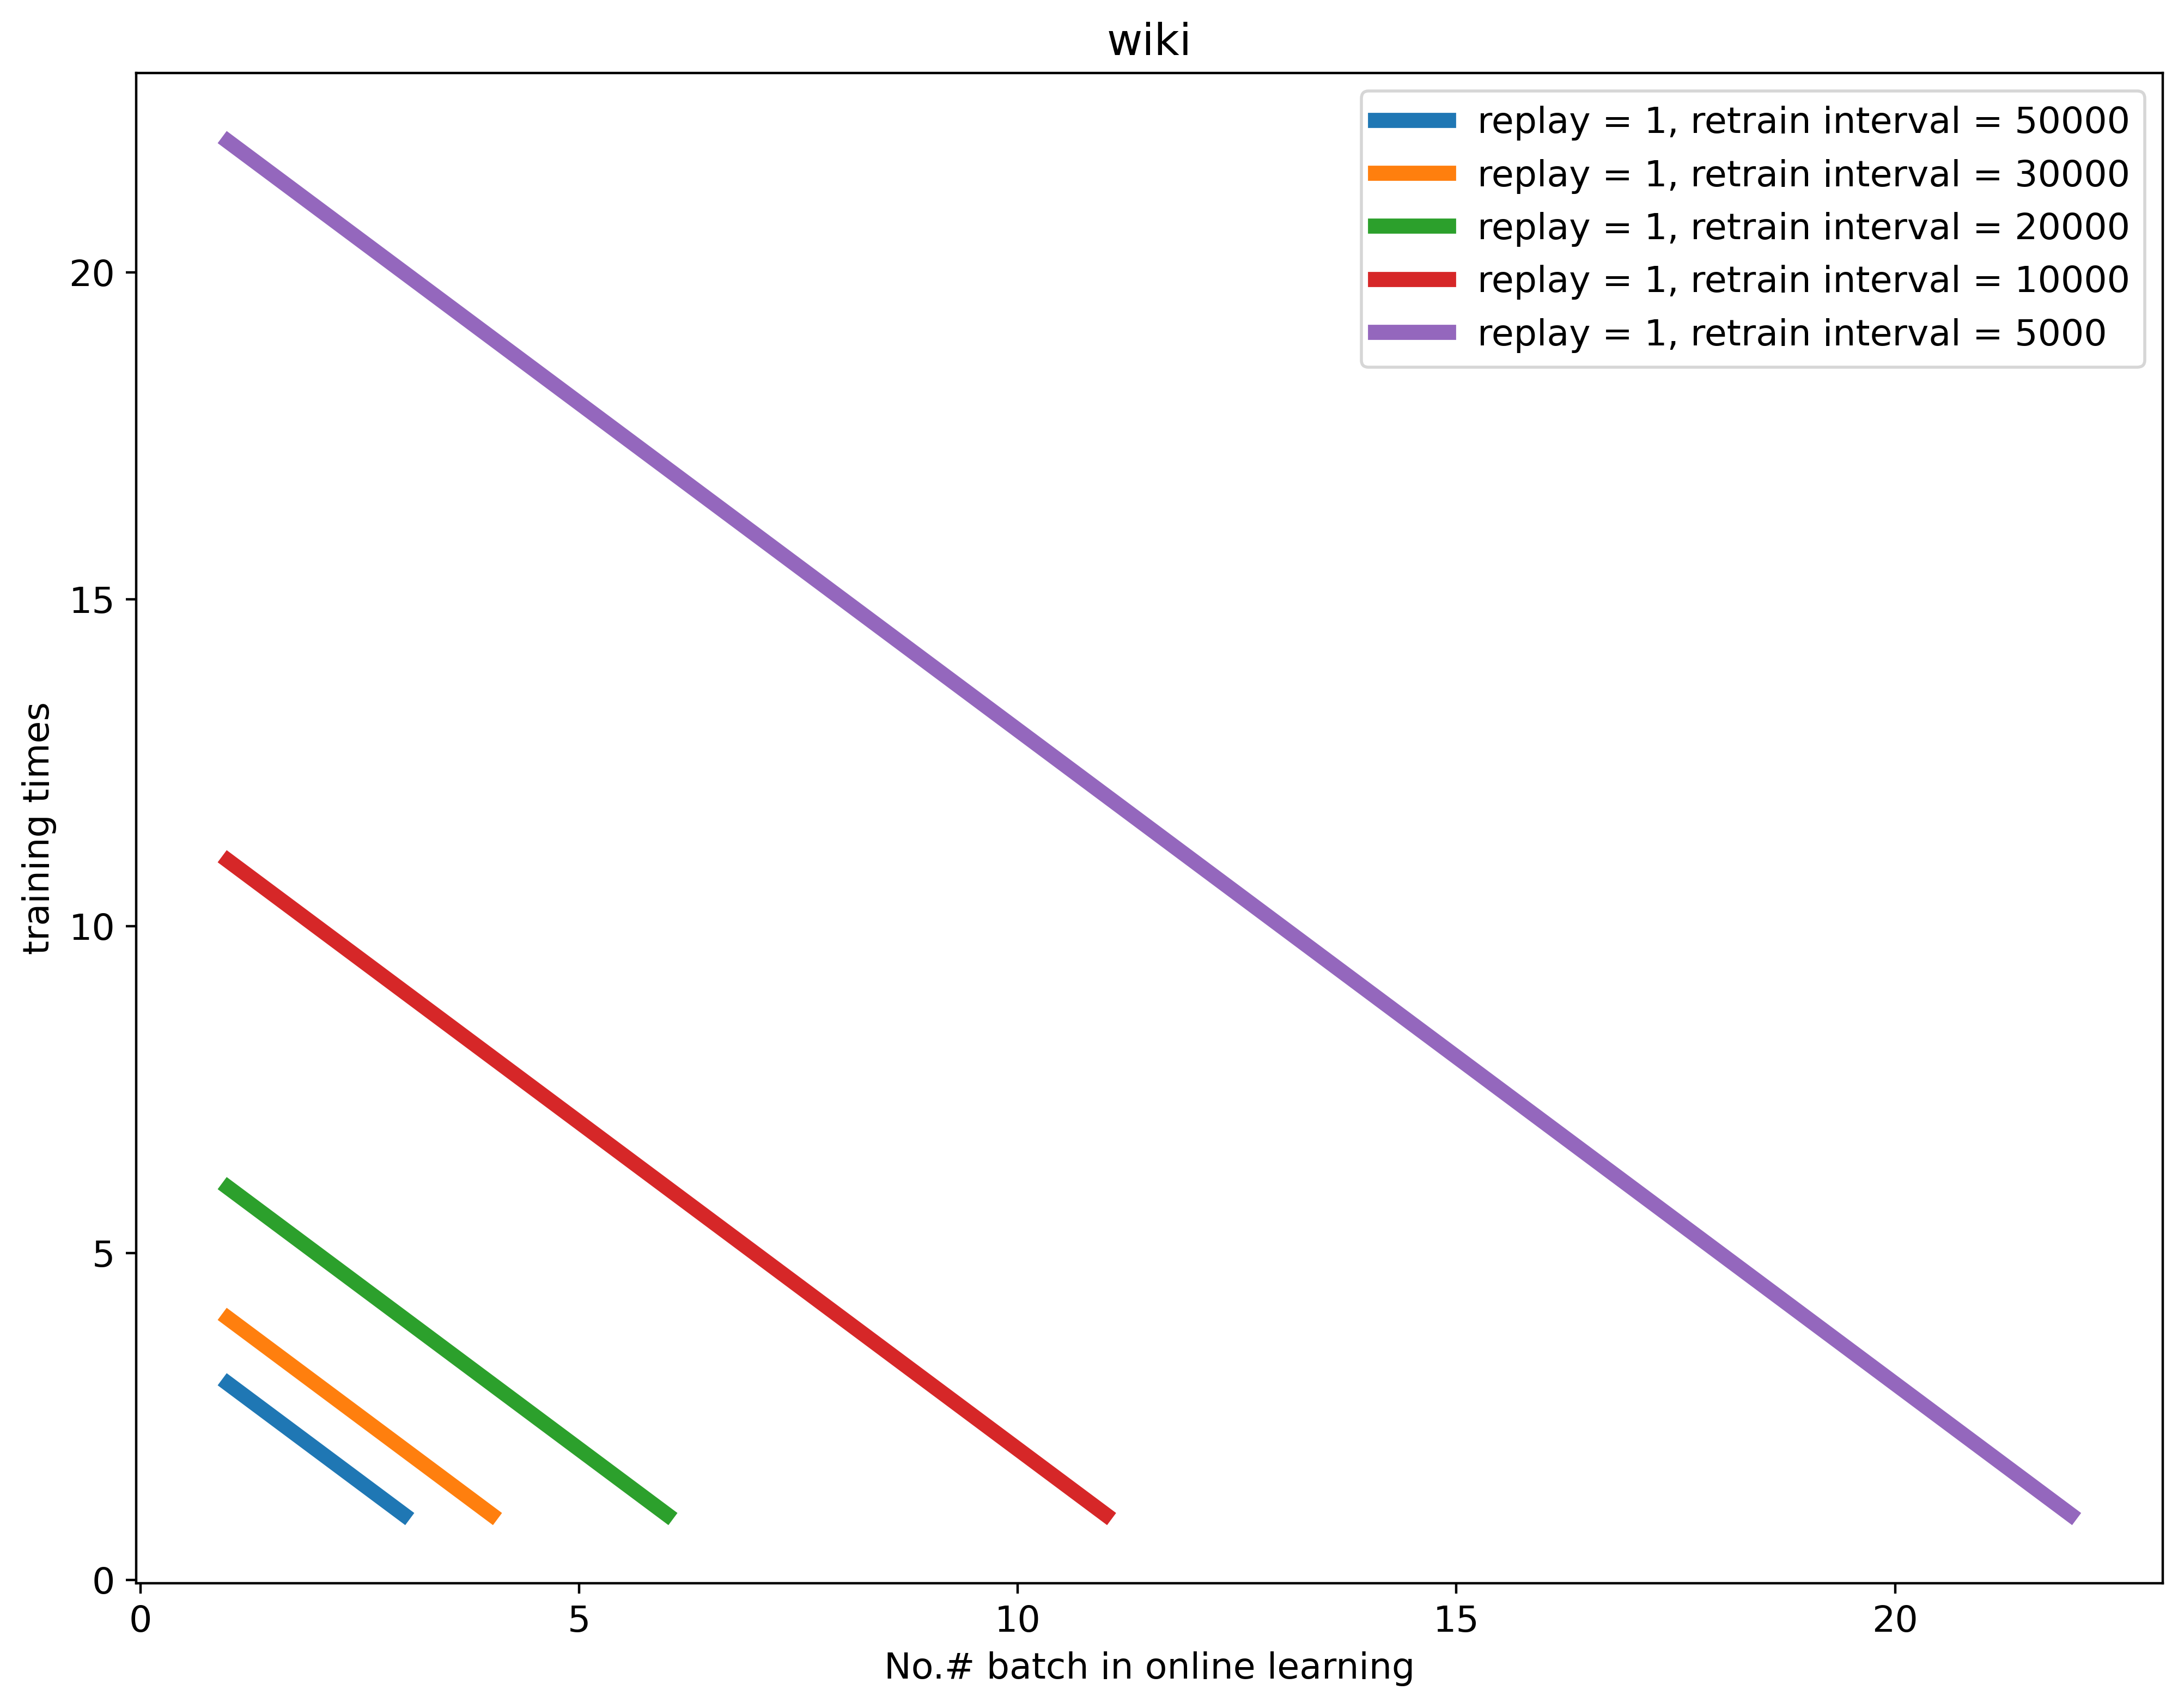 wiki
replay = 1, retrain interval = 50000
replay = 1, retrain interval = 30000
replay = 1, retrain interval = 20000
replay = 1, retrain interval = 10000
replay = 1, retrain interval = 5000
training times
20
15
10
5
0
0 5 10 15 20
No.# batch in online learning